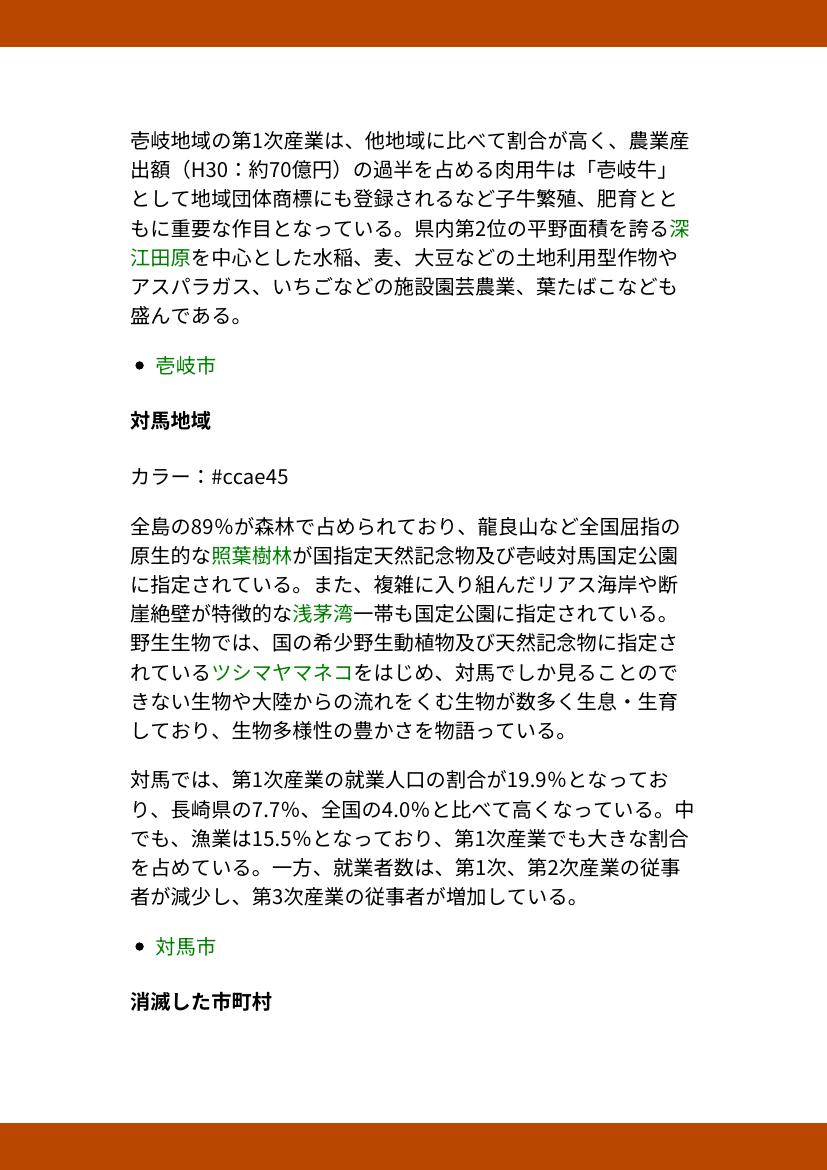 壱岐地域の第1次産業は、他地域に比べて割合が高く、農業産
出額（H30：約70億円）の過半を占める肉用牛は「壱岐牛」
として地域団体商標にも登録されるなど子牛繁殖、肥育とと
もに重要な作目となっている。県内第2位の平野面積を誇る深
江田原を中心とした水稲、麦、大豆などの土地利用型作物や
アスパラガス、いちごなどの施設園芸農業、葉たばこなども
盛んである。
• 壱岐市
対馬地域
カラー：#ccae45
全島の89％が森林で占められており、龍良山など全国屈指の
原生的な照葉樹林が国指定天然記念物及び壱岐対馬国定公園
に指定されている。また、複雑に入り組んだリアス海岸や断
崖絶壁が特徴的な浅茅湾一帯も国定公園に指定されている。
野生生物では、国の希少野生動植物及び天然記念物に指定さ
れているツシマヤマネコをはじめ、対馬でしか見ることので
きない生物や大陸からの流れをくむ生物が数多く生息・生育
しており、生物多様性の豊かさを物語っている。
対馬では、第1次産業の就業人口の割合が19.9％となってお
り、長崎県の7.7％、全国の4.0％と比べて高くなっている。中
でも、漁業は15.5％となっており、第1次産業でも大きな割合
を占めている。一方、就業者数は、第1次、第2次産業の従事
者が減少し、第3次産業の従事者が増加している。
• 対馬市
消滅した市町村